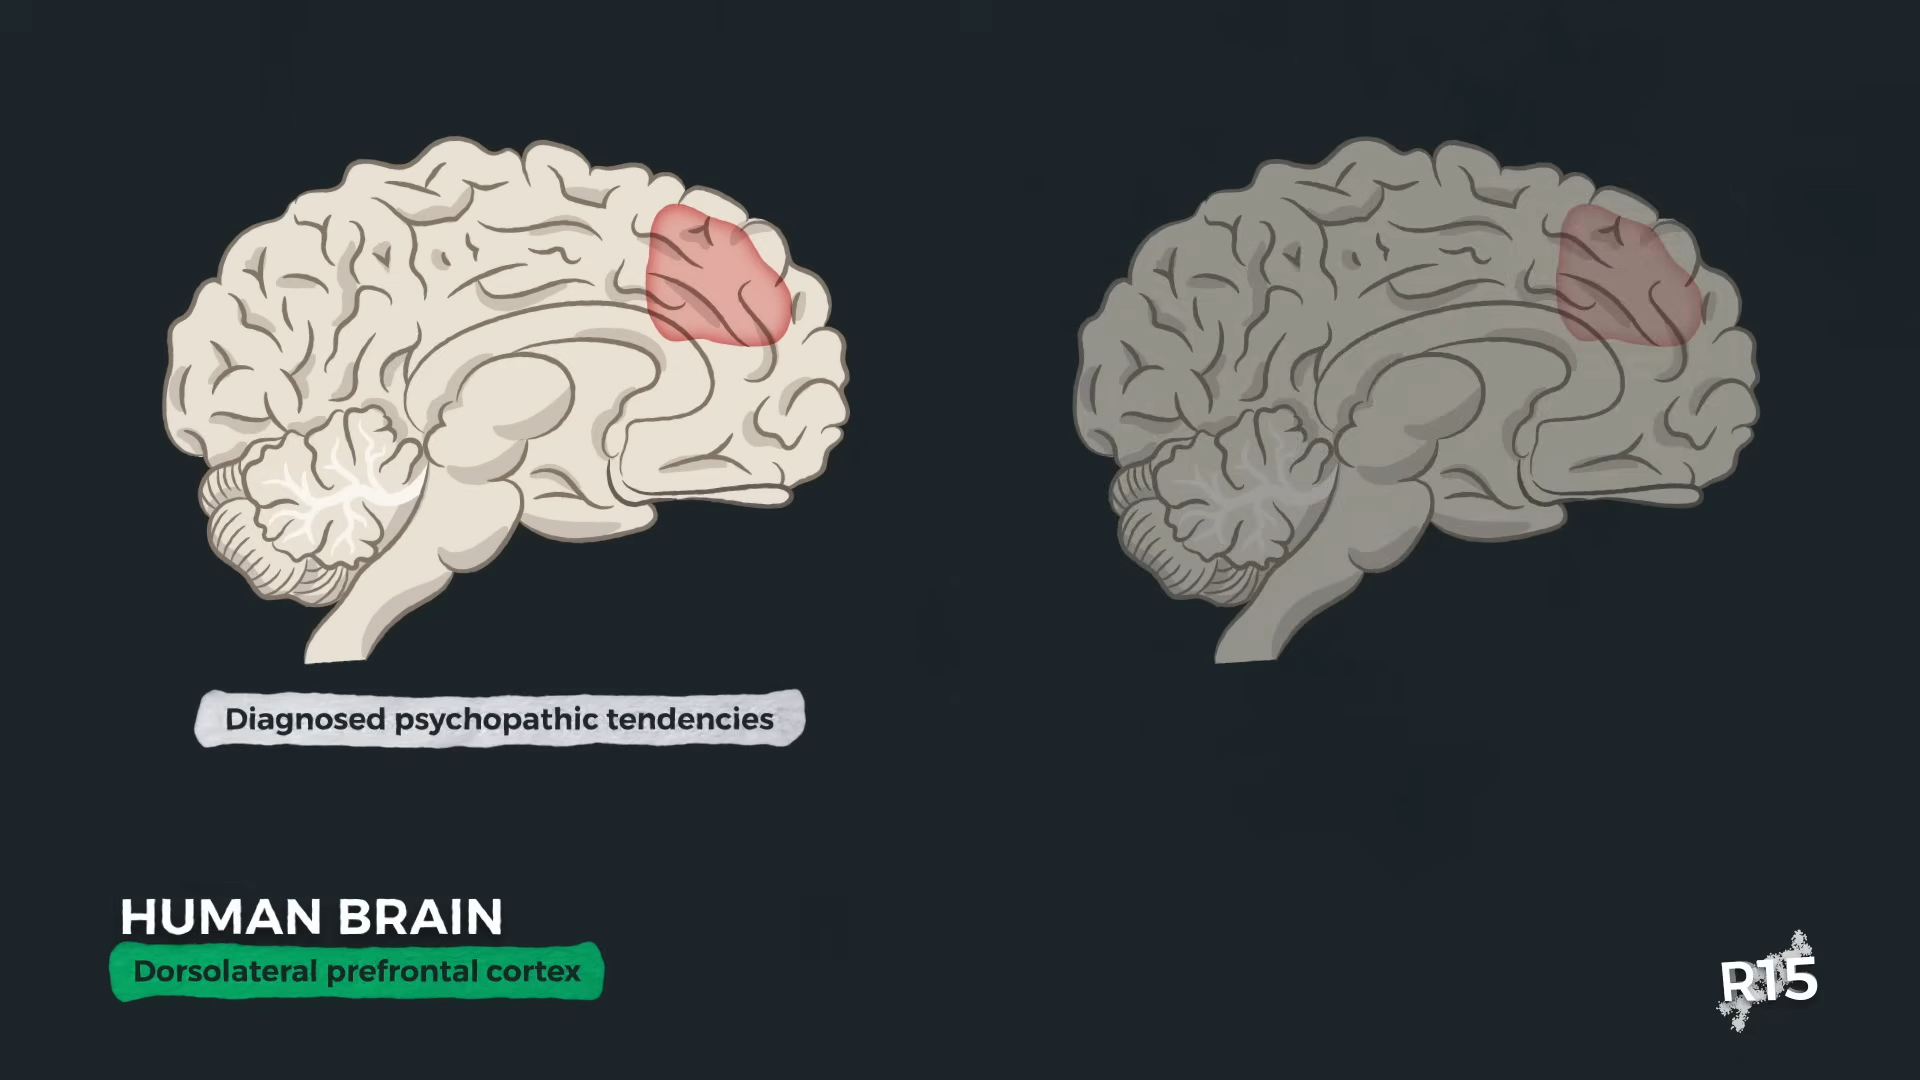 Diagnosed psychopathic tendencies
HUMAN BRAIN
Dorsolateral prefrontal cortex
R15